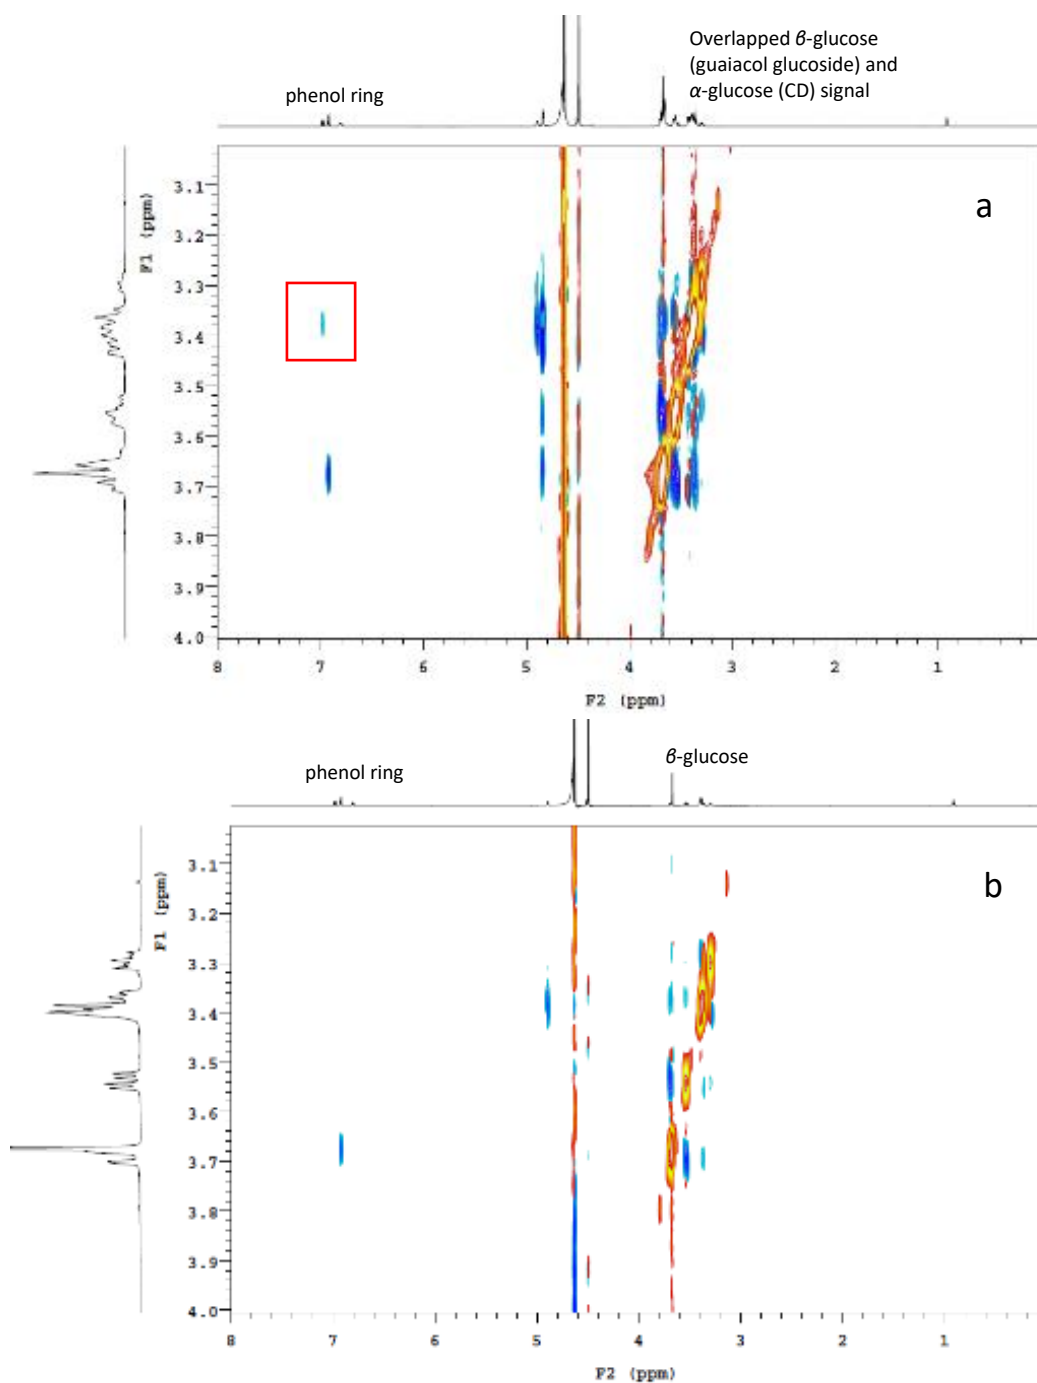 Overlapped β-glucose
(guaiacol glucoside) and
α-glucose (CD) signal
phenol ring
a
F1 (ppm)
3.1
3.2
3.3
3.4
3.5
3.6
3.7
3.8
3.9
4.0
8 7 6 5 4 3 2 1
F2 (ppm)
phenol ring
β-glucose
b
F1 (ppm)
3.1
3.2
3.3
3.4
3.5
3.6
3.7
3.8
3.9
4.0
8 7 6 5 4 3 2 1
F2 (ppm)